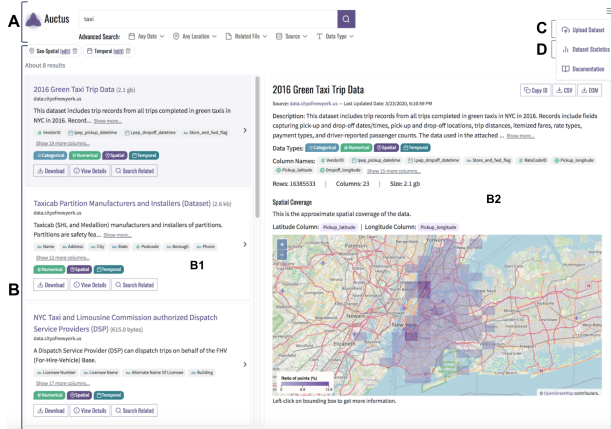 A
Auctus
taxi
Advanced Search: Any Date Any Location Related File Source Data Type
C
Upload Dataset
D
Dataset Statistics
Documentation
Geo-Spatial (edit) Temporal (edit)
About 8 results
2016 Green Taxi Trip Data (2.1 gb)
data.cityofnewyork.us
This dataset includes trip records from all trips completed in green taxis in
NYC in 2016. Record... Show more...
VendorID lpep_pickup_datetime Lpep_dropoff_datetime Store_and_fwd_flag
Show 19 more columns...
Categorical Numerical Spatial Temporal
Download View Details Search Related
Taxicab Partition Manufacturers and Installers (Dataset) (2.8 kb)
data.cityofnewyork.us
Taxicab (SHL and Medallion) manufacturers and installers of partitions.
Partitions are safety fea... Show more...
Name Address City State Postcode Borough Phone
Show 12 more columns...
Numerical Spatial Temporal
B1
Download View Details Search Related
B
NYC Taxi and Limousine Commission authorized Dispatch
Service Providers (DSP) (615.0 bytes)
data.cityofnewyork.us
A Dispatch Service Provider (DSP) can dispatch trips on behalf of the FHV
(For-Hire-Vehicle) Base.
Licensee Number Licensee Name Alternate Name Of Licensee Building
Show 17 more columns...
Numerical Spatial Temporal
Download View Details Search Related
2016 Green Taxi Trip Data
Copy ID CSV D3M
Source: data.cityofnewyork.us – Last Updated Date: 3/23/2020, 6:10:59 PM
Description: This dataset includes trip records from all trips completed in green taxis in NYC in 2016. Records include fields
capturing pick-up and drop-off dates/times, pick-up and drop-off locations, trip distances, itemized fares, rate types,
payment types, and driver-reported passenger counts. The data used in the attached ... Show more...
Data Types: Categorical Numerical Spatial Temporal
Column Names: VendorID lpep_pickup_datetime Lpep_dropoff_datetime Store_and_fwd_flag RateCodeID Pickup_longitude
Pickup_latitude Dropoff_longitude Show 15 more columns...
Rows: 16385533 | Columns: 23 | Size: 2.1 gb
B2
Spatial Coverage
This is the approximate spatial coverage of the data.
Latitude Column: Pickup_latitude | Longitude Column: Pickup_longitude
+
-
Paterson
Yonkers
New York
Elizabeth
Ratio of points (%)
© OpenStreetMap contributors.
Left-click on bounding box to get more information.